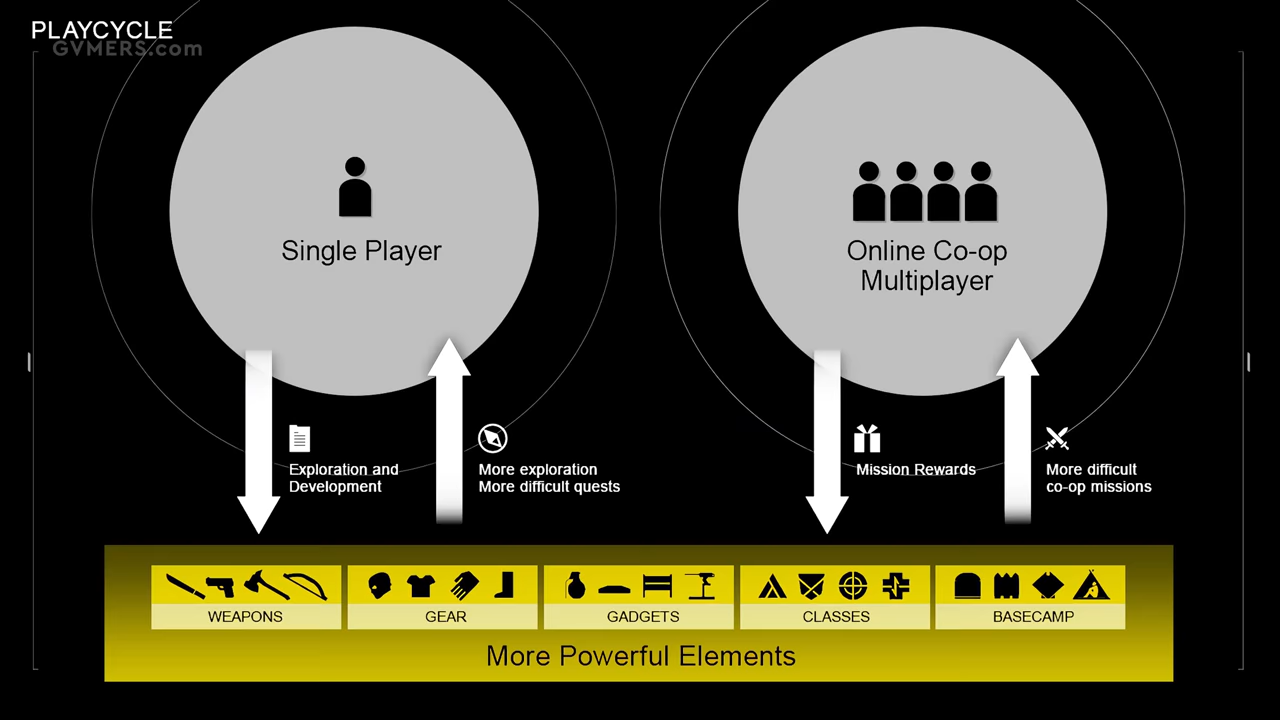 PLAYCYCLE
GVMERS.com
Single Player
Online Co-op
Multiplayer
Exploration and
Development
More exploration
More difficult quests
Mission Rewards
More difficult
co-op missions
WEAPONS
GEAR
GADGETS
CLASSES
BASECAMP
More Powerful Elements